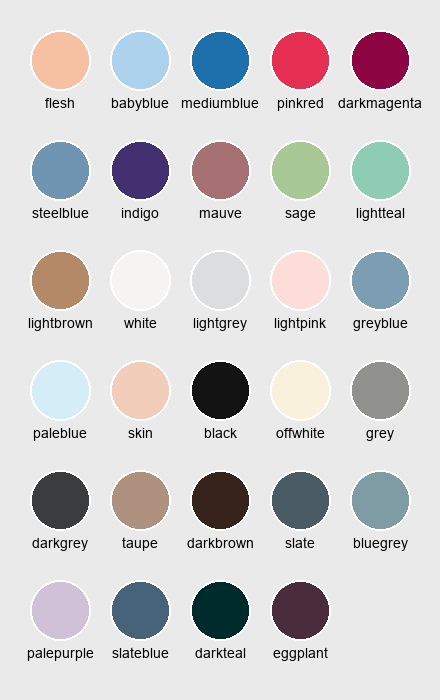 flesh babyblue mediumblue pinkred darkmagenta
steelblue indigo mauve sage lightteal
lightbrown white lightgrey lightpink greyblue
paleblue skin black offwhite grey
darkgrey taupe darkbrown slate bluegrey
palepurple slateblue darkteal eggplant